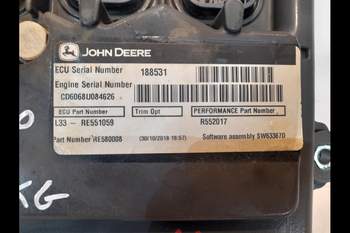 JOHN DEERE
ECU Serial Number 188531
Engine Serial Number
CD6068U084626
ECU Part Number Trim Opt PERFORMANCE Part Number
L33 - RE551059 R552017
Part Number RE580008 (30/10/2018 18:57) Software assembly SW633670
KG